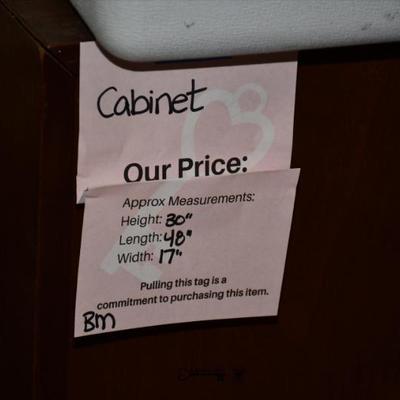 Cabinet
Our Price:
Approx Measurements:
Height: 30"
Length: 48"
Width: 17"
Pulling this tag is a
commitment to purchasing this item.
BM